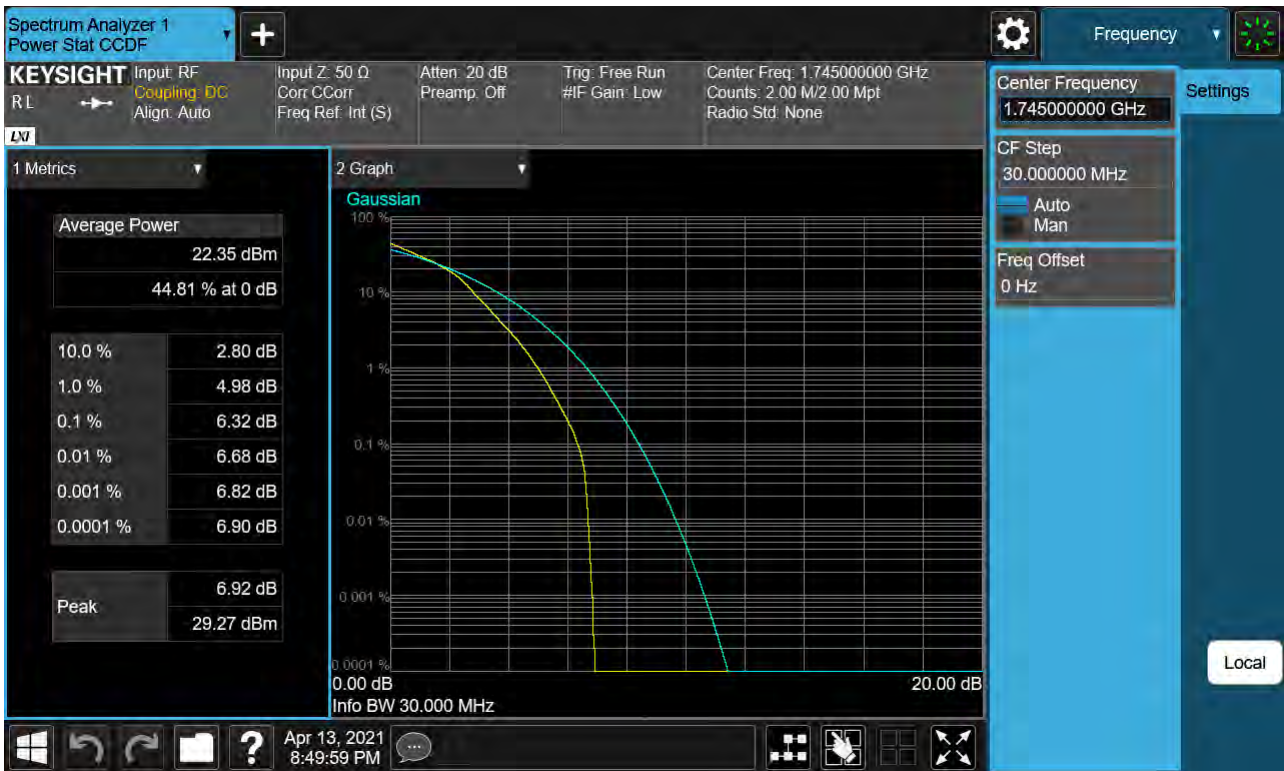 Spectrum Analyzer 1
Power Stat CCDF
Frequency
KEYSIGHT
R L
LXI
Input: RF
Coupling: DC
Align: Auto
Input Z: 50 Ω
Corr CCorr
Freq Ref: Int (S)
Atten: 20 dB
Preamp: Off
Trig: Free Run
#IF Gain: Low
Center Freq: 1.745000000 GHz
Counts: 2.00 M/2.00 Mpt
Radio Std: None
Center Frequency
1.745000000 GHz
Settings
CF Step
30.000000 MHz
Auto
Man
Freq Offset
0 Hz
Local
1 Metrics
Average Power
22.35 dBm
44.81 % at 0 dB
10.0 % 2.80 dB
1.0 % 4.98 dB
0.1 % 6.32 dB
0.01 % 6.68 dB
0.001 % 6.82 dB
0.0001 % 6.90 dB
Peak 6.92 dB
29.27 dBm
2 Graph
Gaussian
100 %
10 %
1 %
0.1 %
0.01 %
0.001 %
0.0001 %
0.00 dB 20.00 dB
Info BW 30.000 MHz
Apr 13, 2021
8:49:59 PM